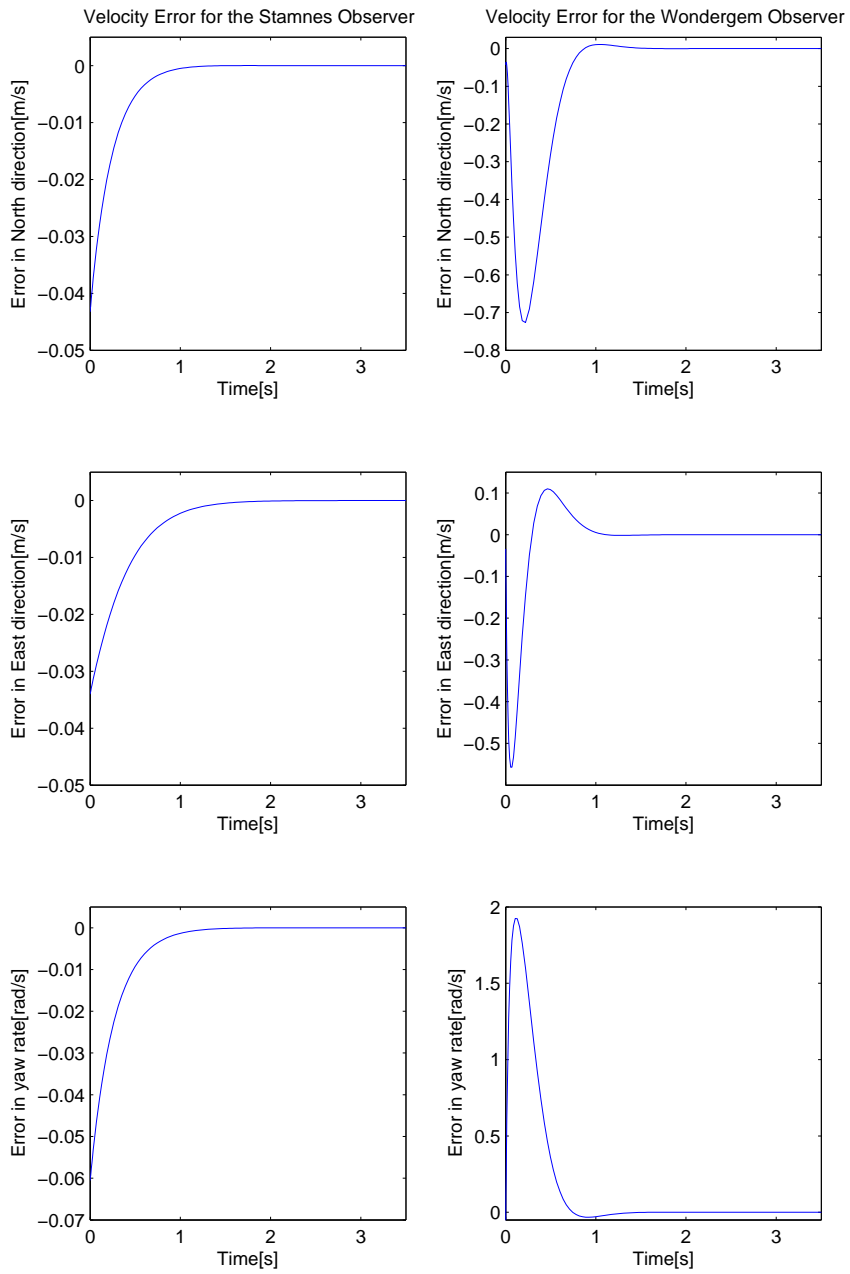 Velocity Error for the Stamnes Observer
0
−0.01
−0.02
−0.03
−0.04
−0.05
Error in North direction[m/s]
0 1 2 3
Time[s]
Velocity Error for the Wondergem Observer
0
−0.1
−0.2
−0.3
−0.4
−0.5
−0.6
−0.7
−0.8
Error in North direction[m/s]
0 1 2 3
Time[s]
0
−0.01
−0.02
−0.03
−0.04
−0.05
Error in East direction[m/s]
0 1 2 3
Time[s]
0.1
0
−0.1
−0.2
−0.3
−0.4
−0.5
Error in East direction[m/s]
0 1 2 3
Time[s]
0
−0.01
−0.02
−0.03
−0.04
−0.05
−0.06
−0.07
Error in yaw rate[rad/s]
0 1 2 3
Time[s]
2
1.5
1
0.5
0
Error in yaw rate[rad/s]
0 1 2 3
Time[s]